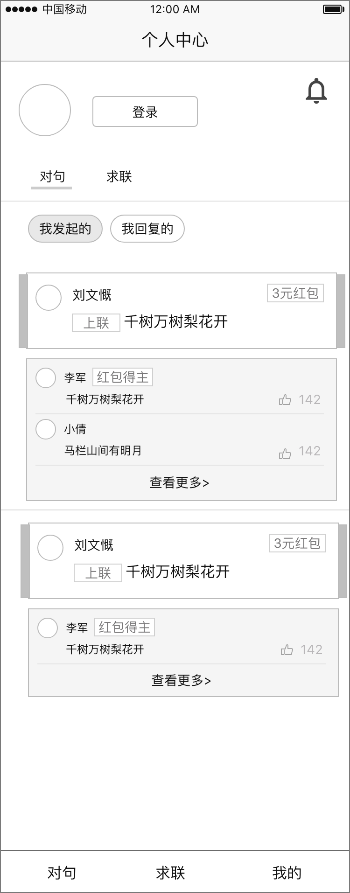 中国移动 12:00 AM
个人中心
登录
对句 求联
我发起的 我回复的
刘文慨 3元红包
上联 千树万树梨花开
李军 红包得主
千树万树梨花开 142
小倩
马栏山间有明月 142
查看更多>
刘文慨 3元红包
上联 千树万树梨花开
李军 红包得主
千树万树梨花开 142
查看更多>
对句 求联 我的